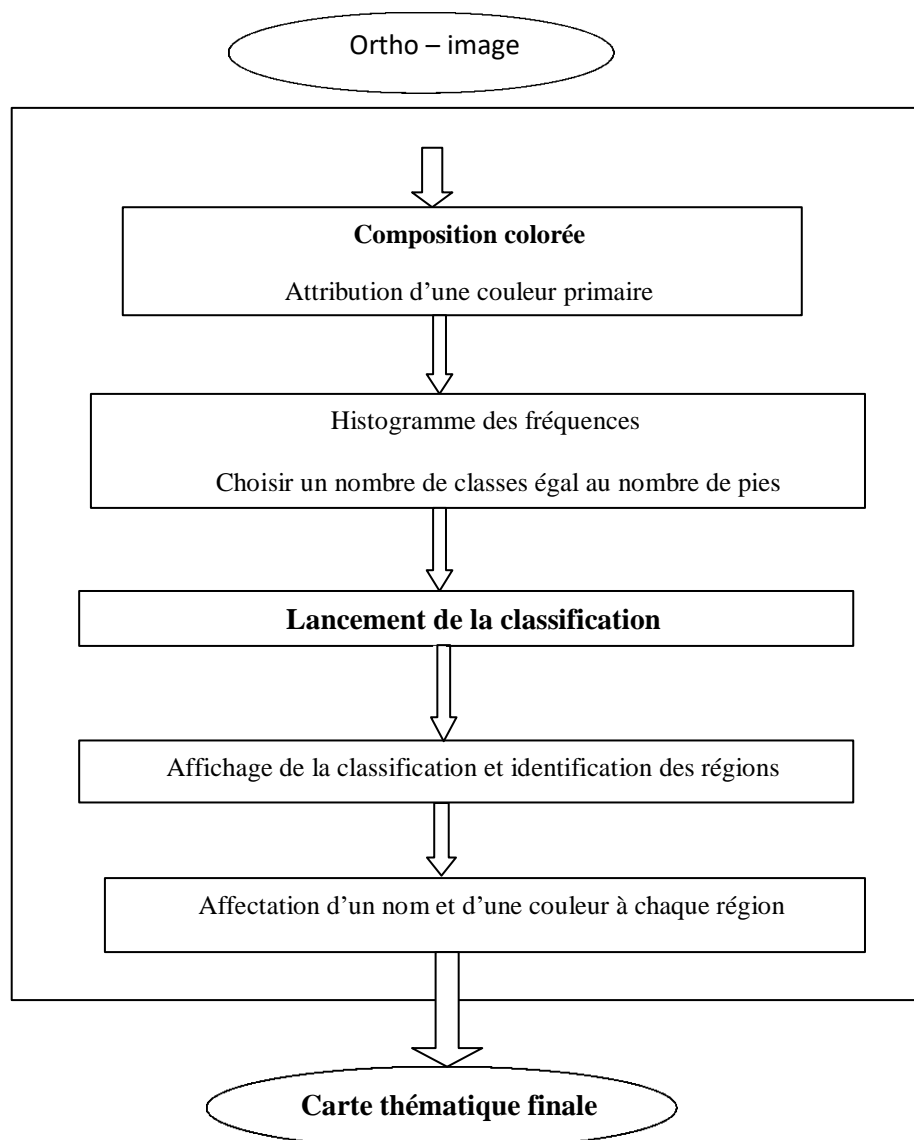 Ortho – image
Composition colorée
Attribution d’une couleur primaire
Histogramme des fréquences
Choisir un nombre de classes égal au nombre de pies
Lancement de la classification
Affichage de la classification et identification des régions
Affectation d’un nom et d’une couleur à chaque région
Carte thématique finale